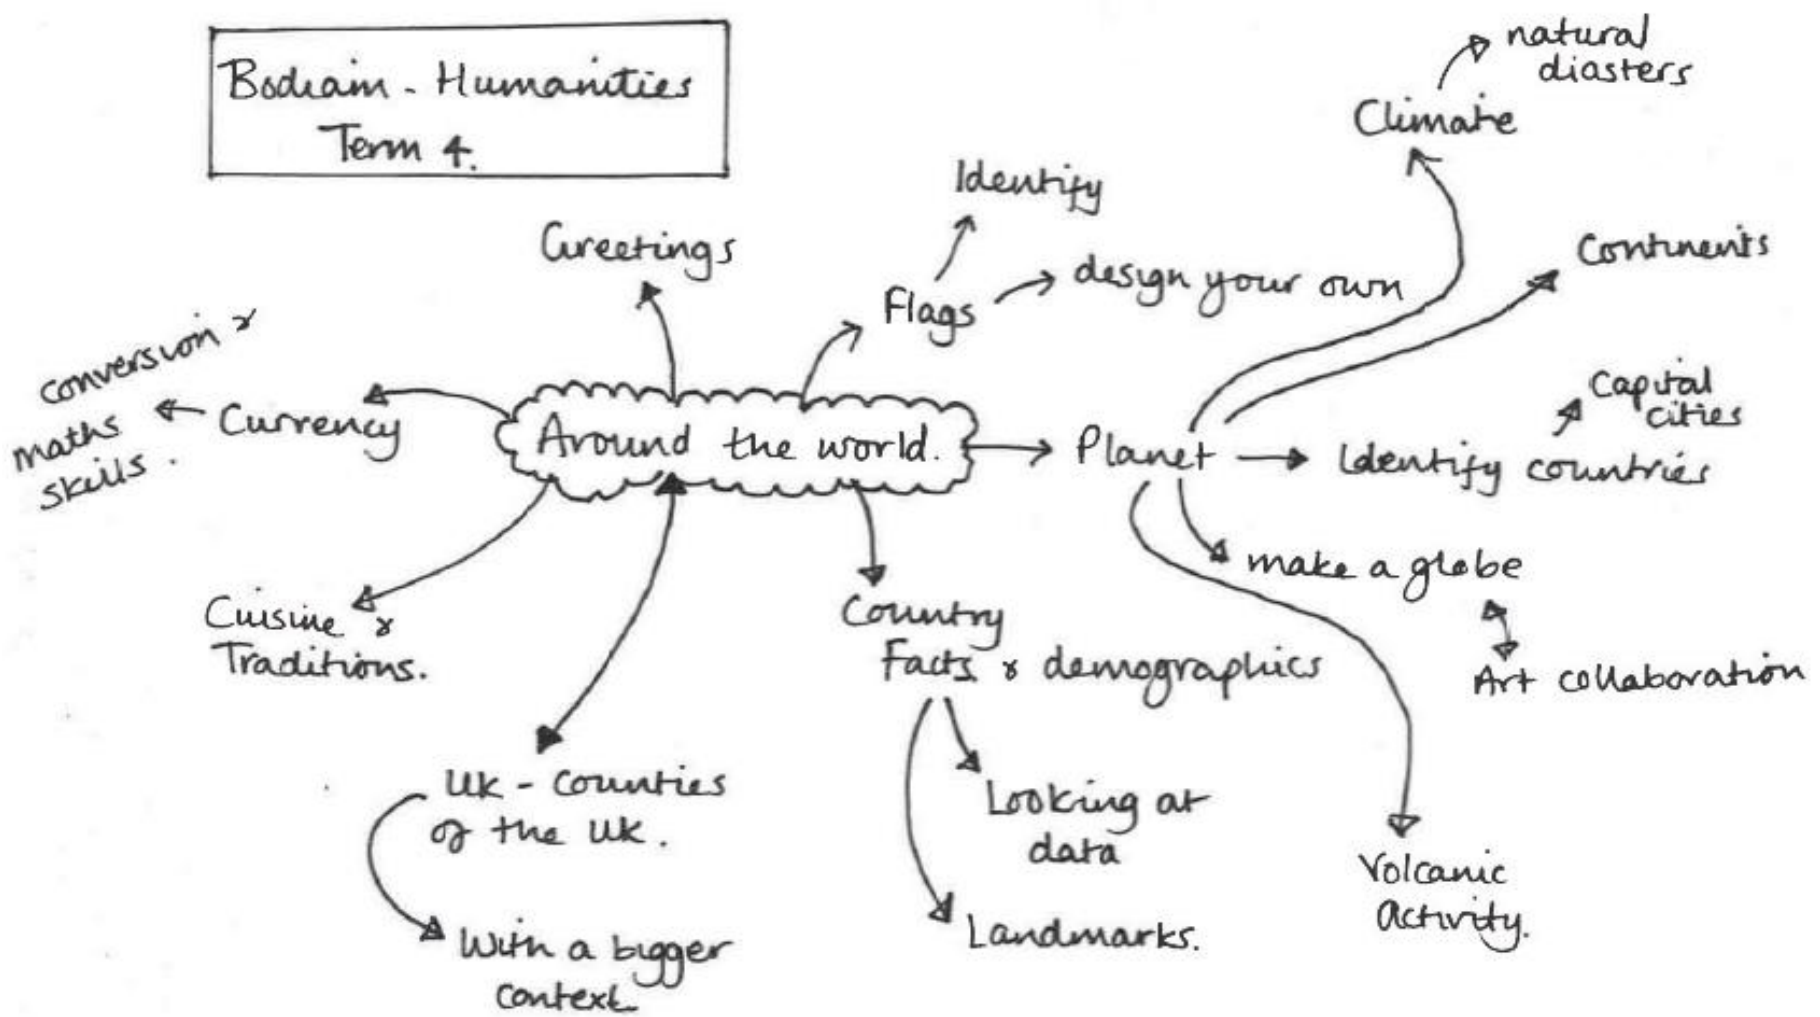 Bodiam - Humanities
Term 4.
natural
diasters
Climate
Identify
Greetings
Continents
design your own
Flags
conversion &
maths
skills.
Currency
Around the world.
Planet
Identify countries
Capital
cities
make a globe
Art collaboration
Cuisine &
Traditions.
Country
Facts & demographics
UK - Counties
of the UK.
Looking at
data
Volcanic
Activity.
Landmarks.
With a bigger
context.